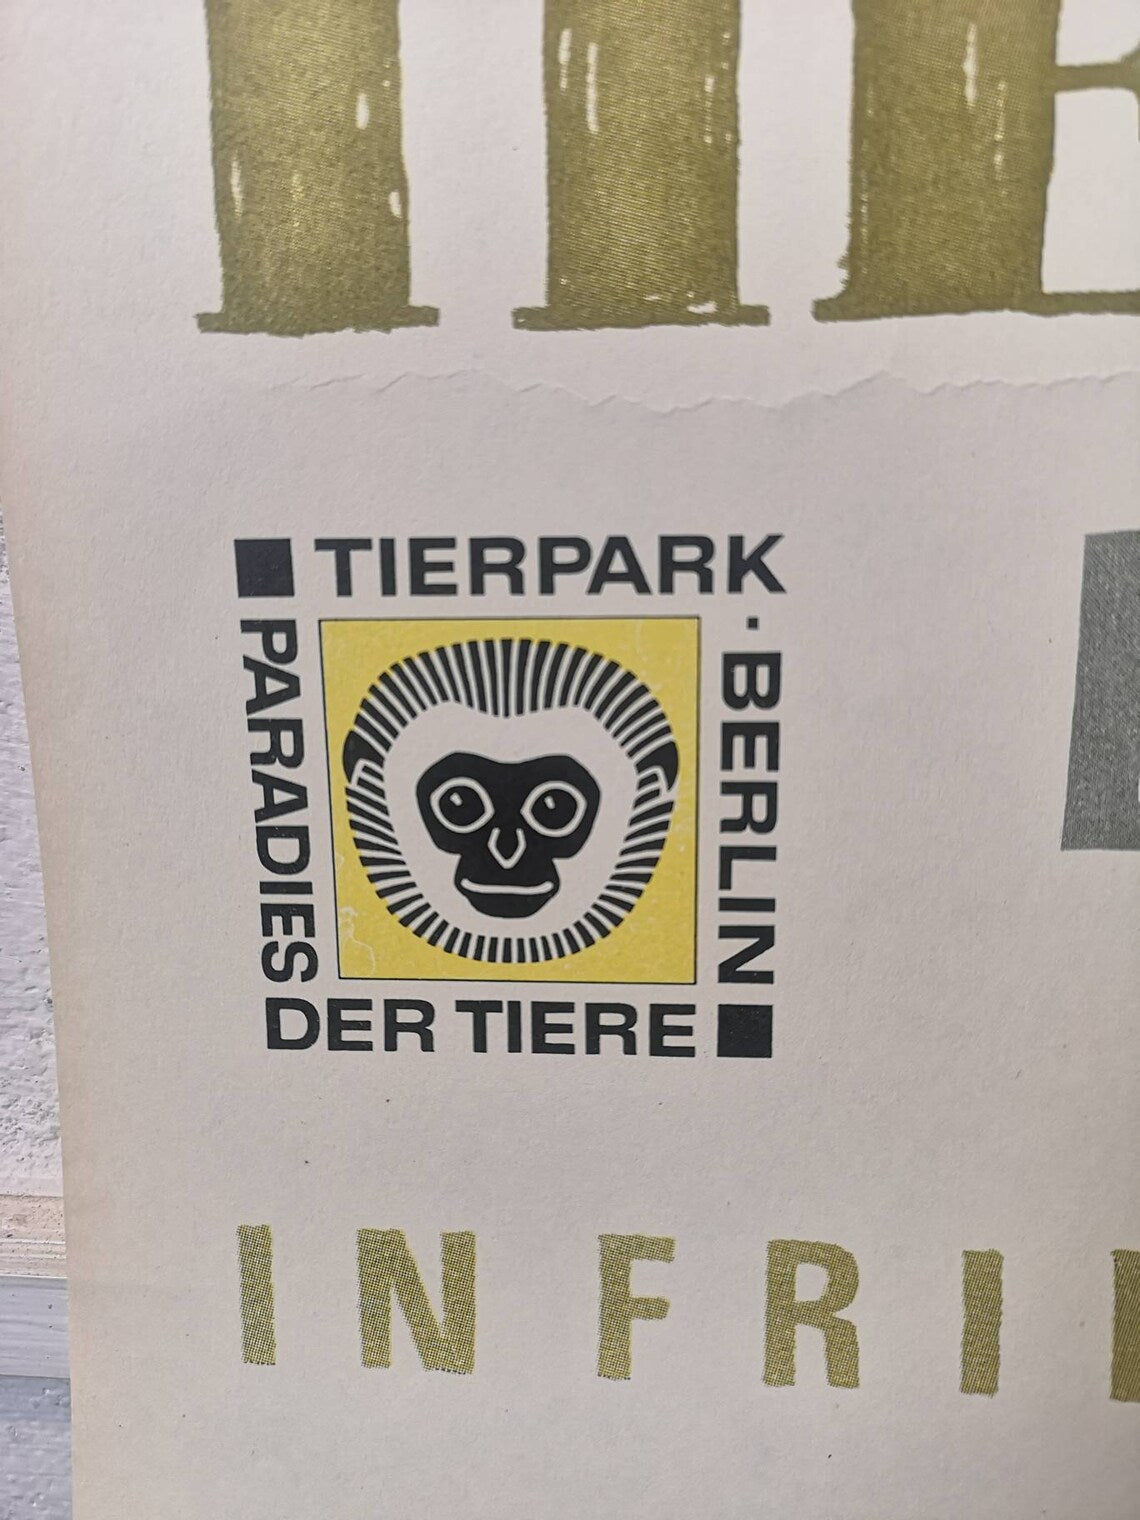 TIERPARK · BERLIN
PARADIES
DER TIERE
IN FRI